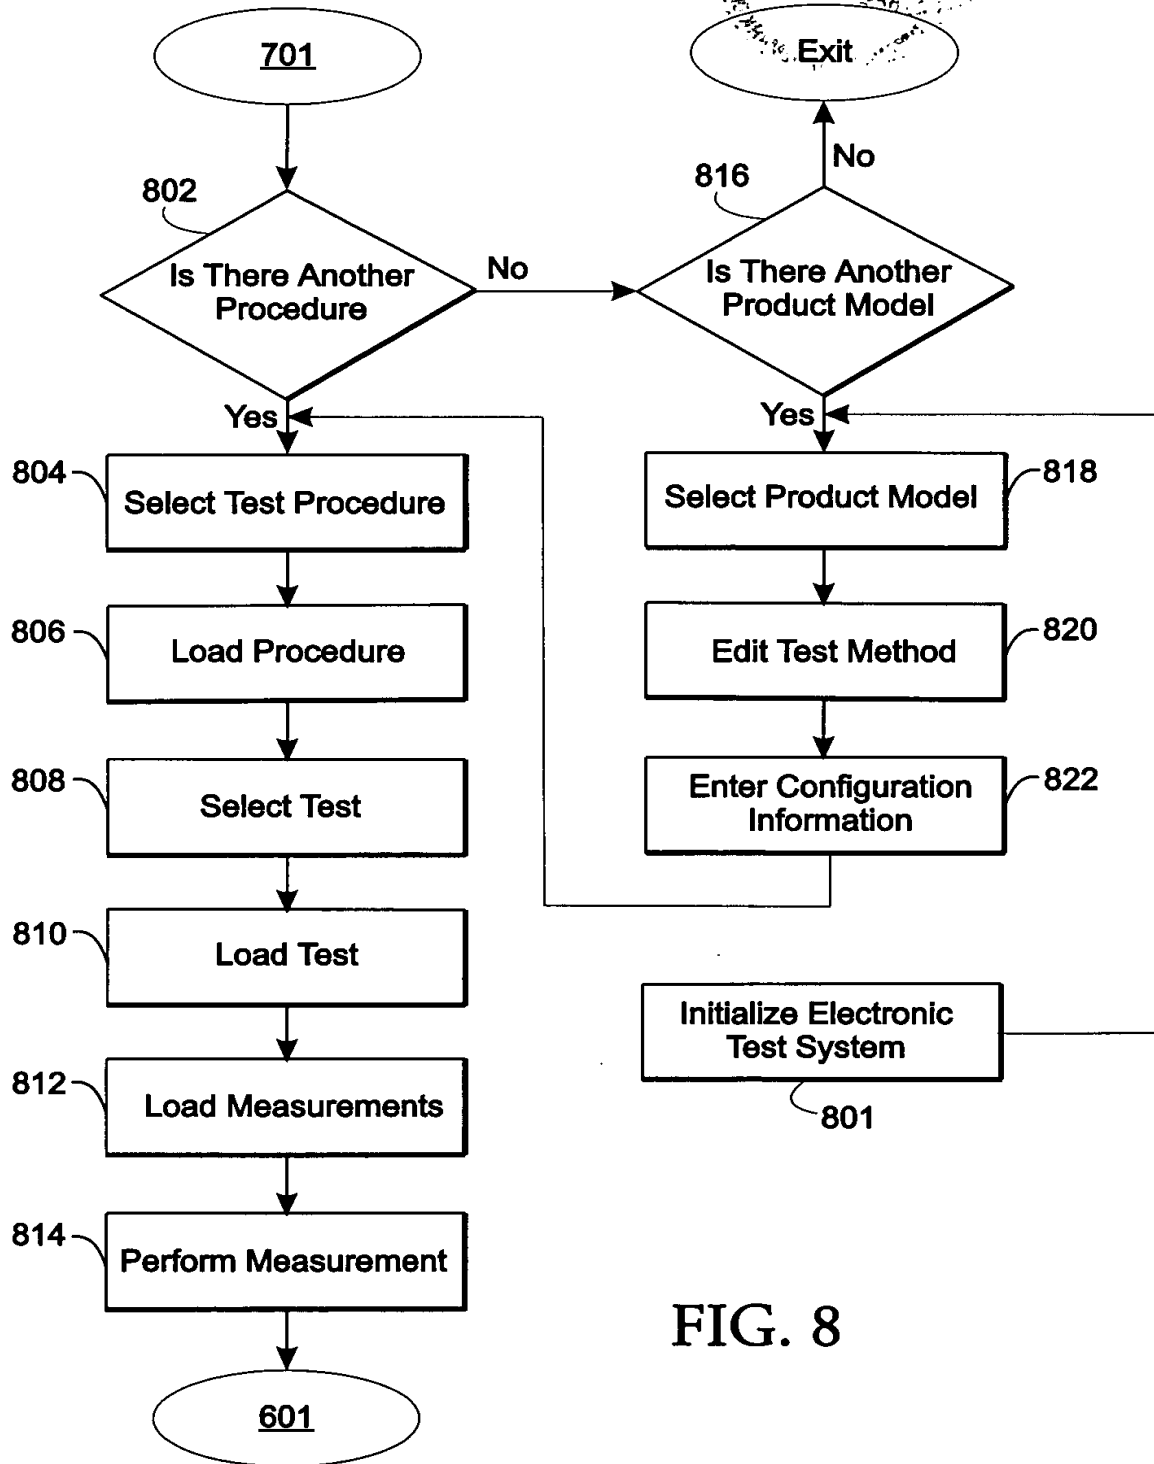 701
802
Is There Another
Procedure
No
Yes
804
Select Test Procedure
806
Load Procedure
808
Select Test
810
Load Test
812
Load Measurements
814
Perform Measurement
601
Exit
No
816
Is There Another
Product Model
Yes
818
Select Product Model
820
Edit Test Method
822
Enter Configuration
Information
Initialize Electronic
Test System
801
FIG. 8